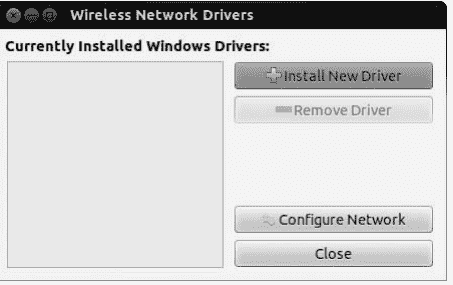 Wireless Network Drivers
Currently Installed Windows Drivers:
Install New Driver
Remove Driver
Configure Network
Close